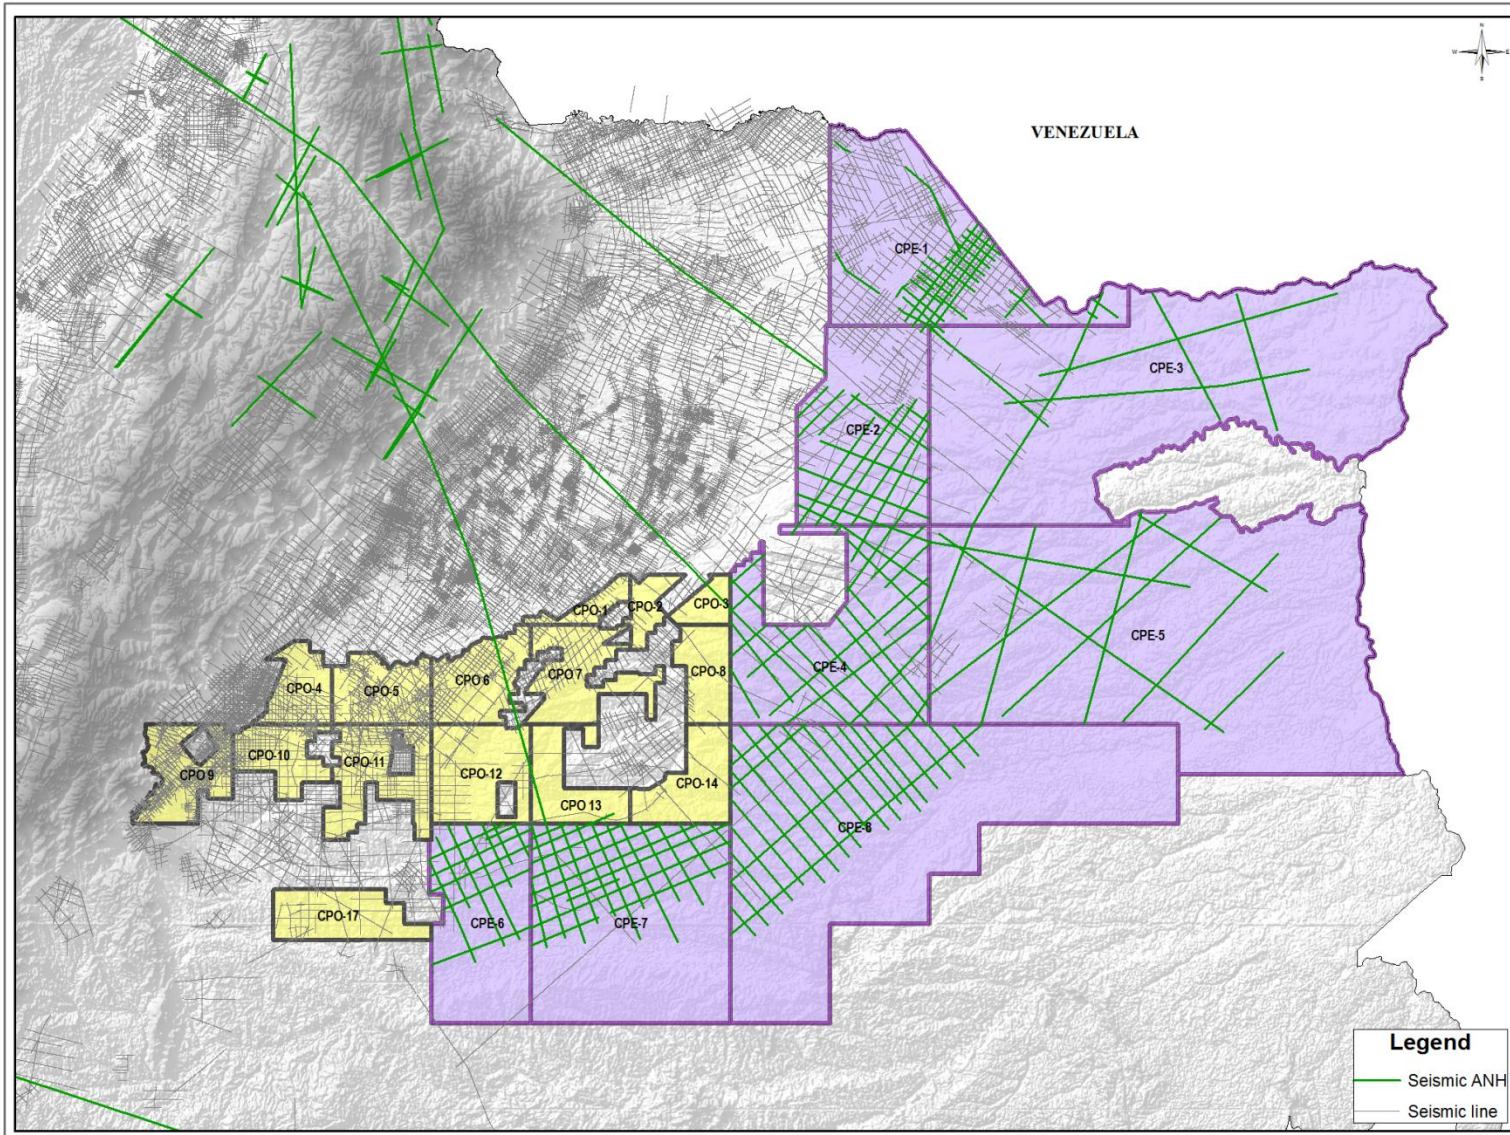 N
W E
S
VENEZUELA
CPE-1
CPE-3
CPE-2
CPO-1
CPO-2
CPO-3
CPE-5
CPO-4
CPO-5
CPO 6
CPO 7
CPO-8
CPE-4
CPO 9
CPO-10
CPO-11
CPO-12
CPO 13
CPO-14
CPE-8
CPO-17
CPE-6
CPE-7
Legend
Seismic ANH
Seismic line